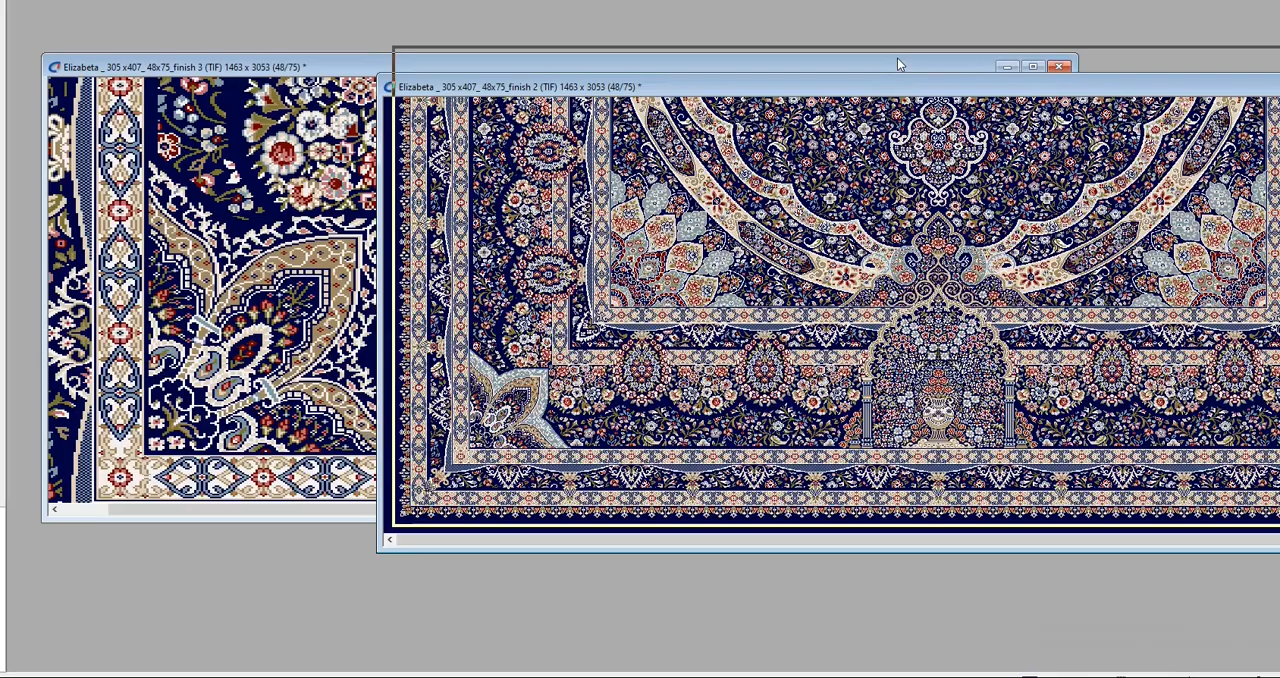 Elizabeta _ 305 x407_ 48x75_finish 3 (TIF) 1463 x 3053 (48/75) *
Elizabeta _ 305 x407_ 48x75_finish 2 (TIF) 1463 x 3053 (48/75) *